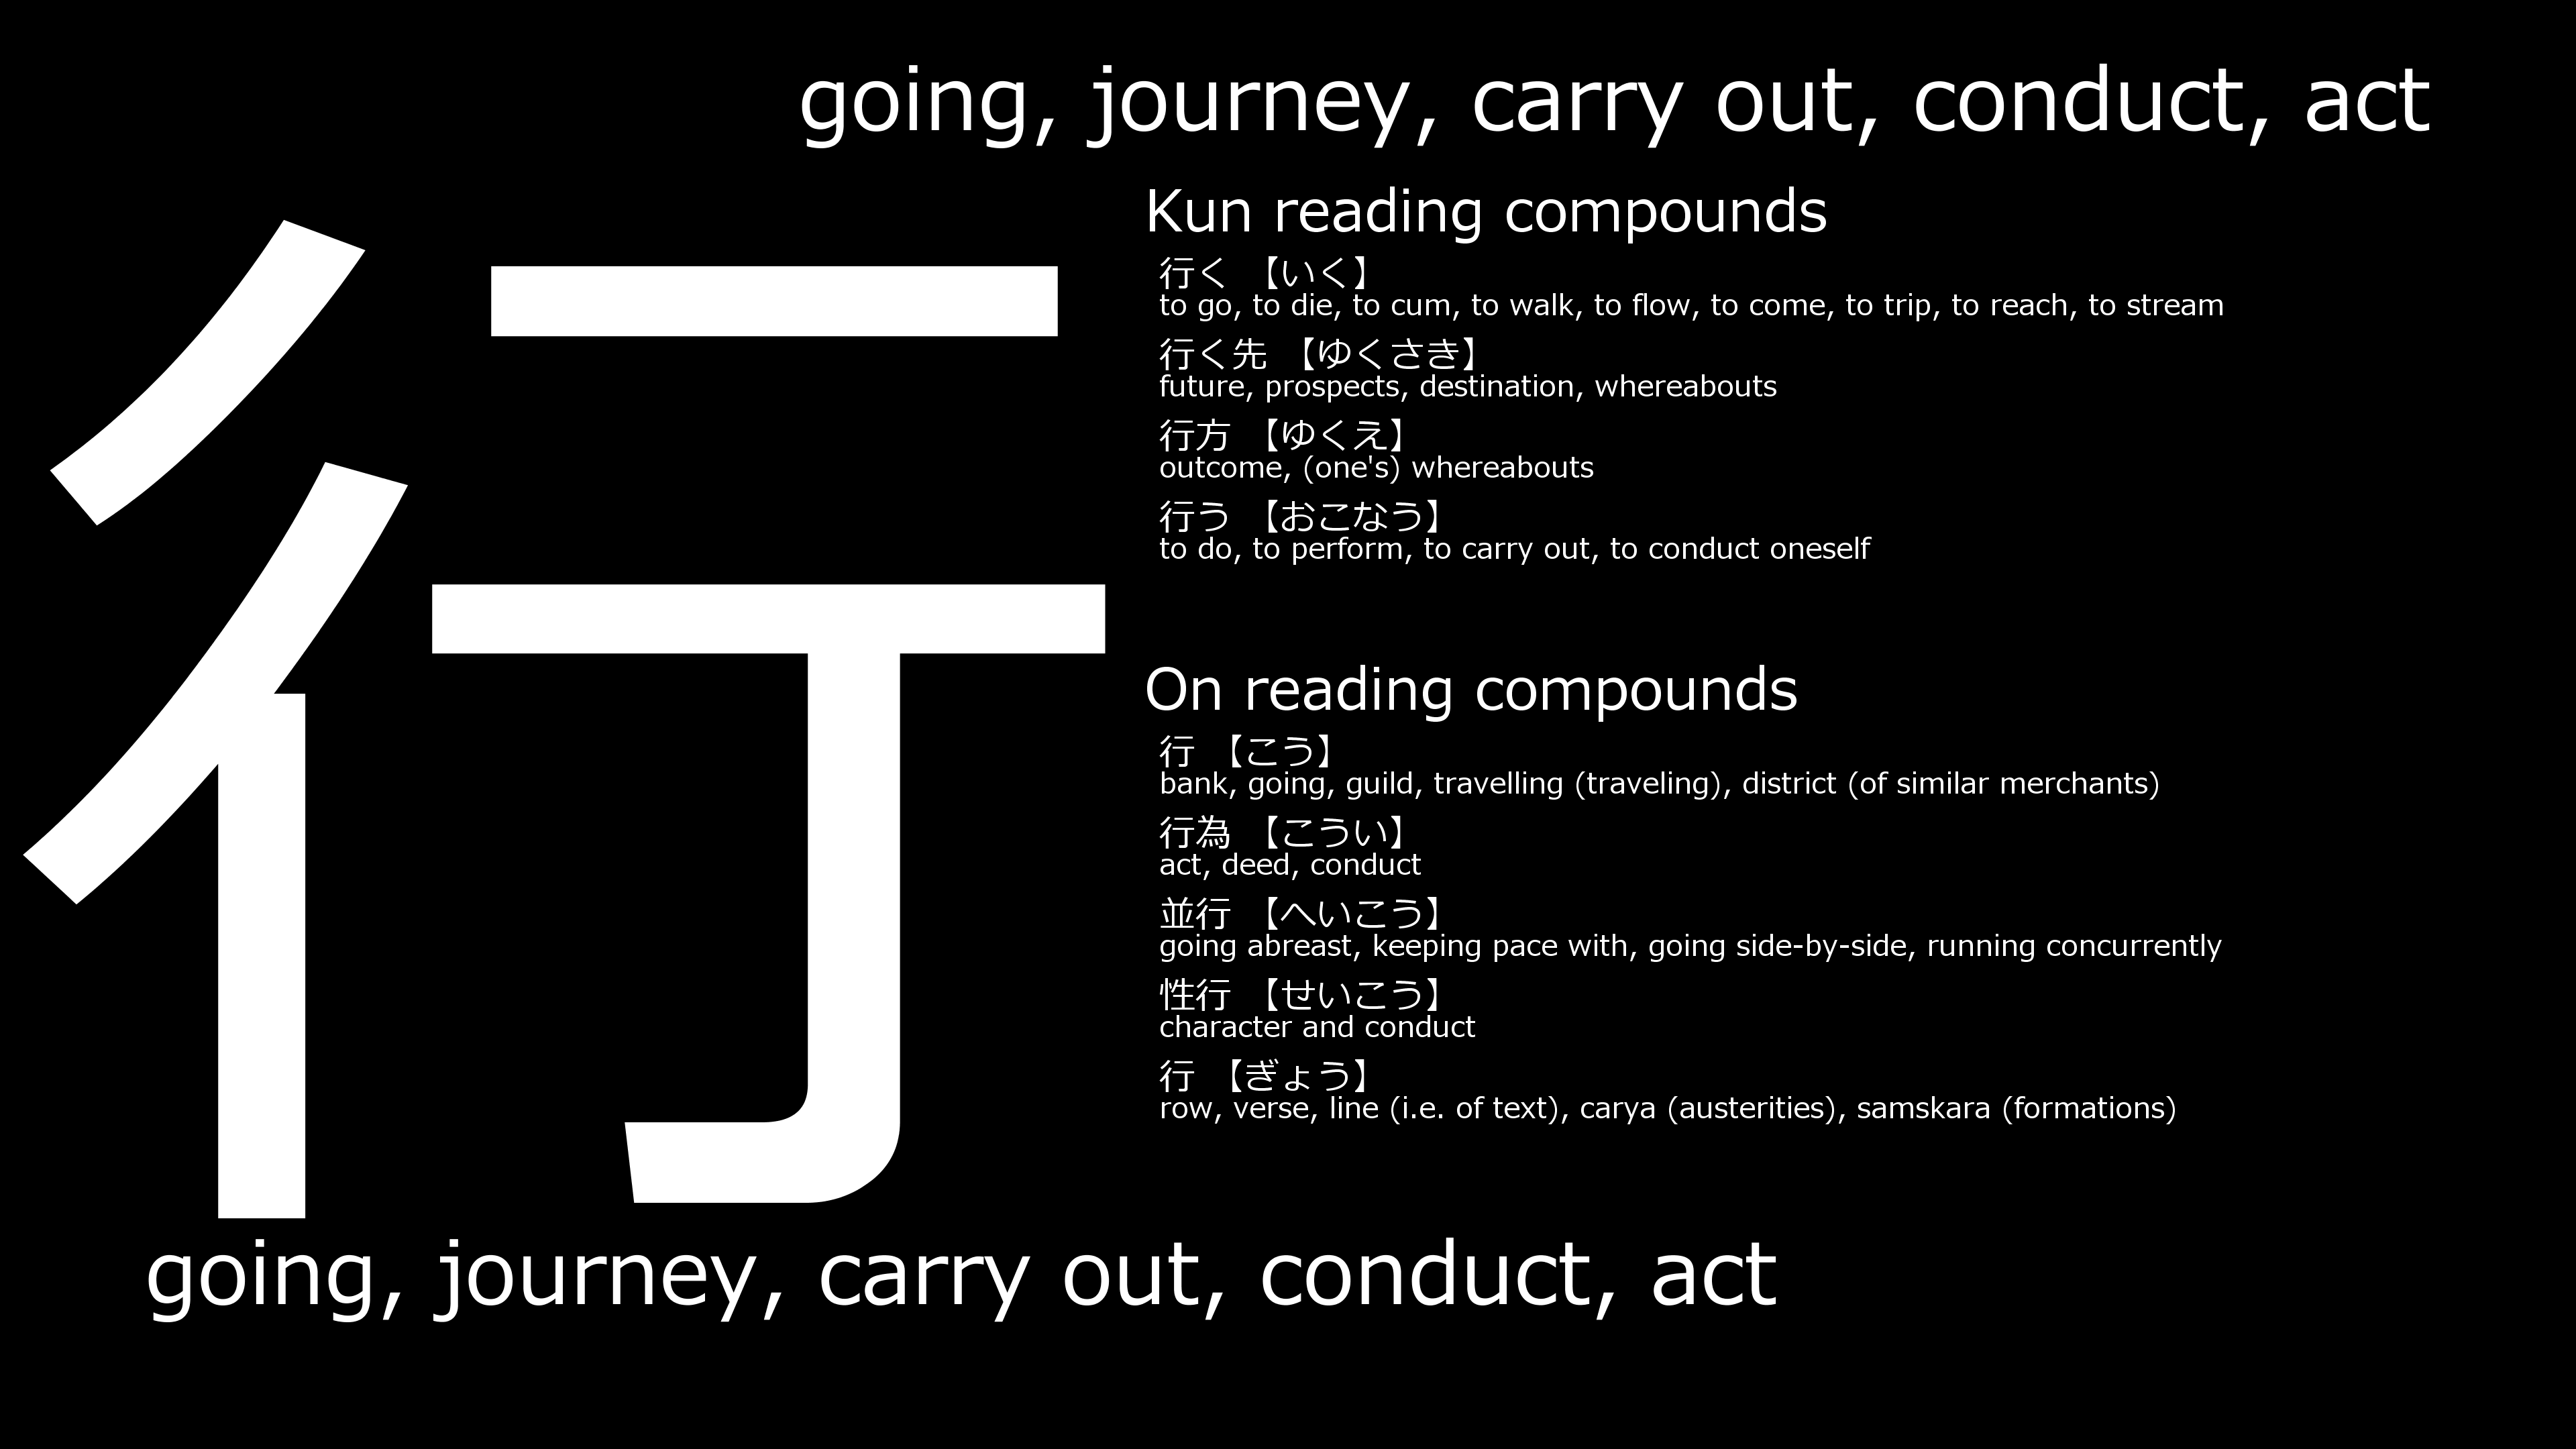 going, journey, carry out, conduct, act
行
Kun reading compounds
行く 【いく】
to go, to die, to cum, to walk, to flow, to come, to trip, to reach, to stream
行く先 【ゆくさき】
future, prospects, destination, whereabouts
行方 【ゆくえ】
outcome, (one's) whereabouts
行う 【おこなう】
to do, to perform, to carry out, to conduct oneself
On reading compounds
行 【こう】
bank, going, guild, travelling (traveling), district (of similar merchants)
行為 【こうい】
act, deed, conduct
並行 【へいこう】
going abreast, keeping pace with, going side-by-side, running concurrently
性行 【せいこう】
character and conduct
行 【ぎょう】
row, verse, line (i.e. of text), carya (austerities), samskara (formations)
going, journey, carry out, conduct, act